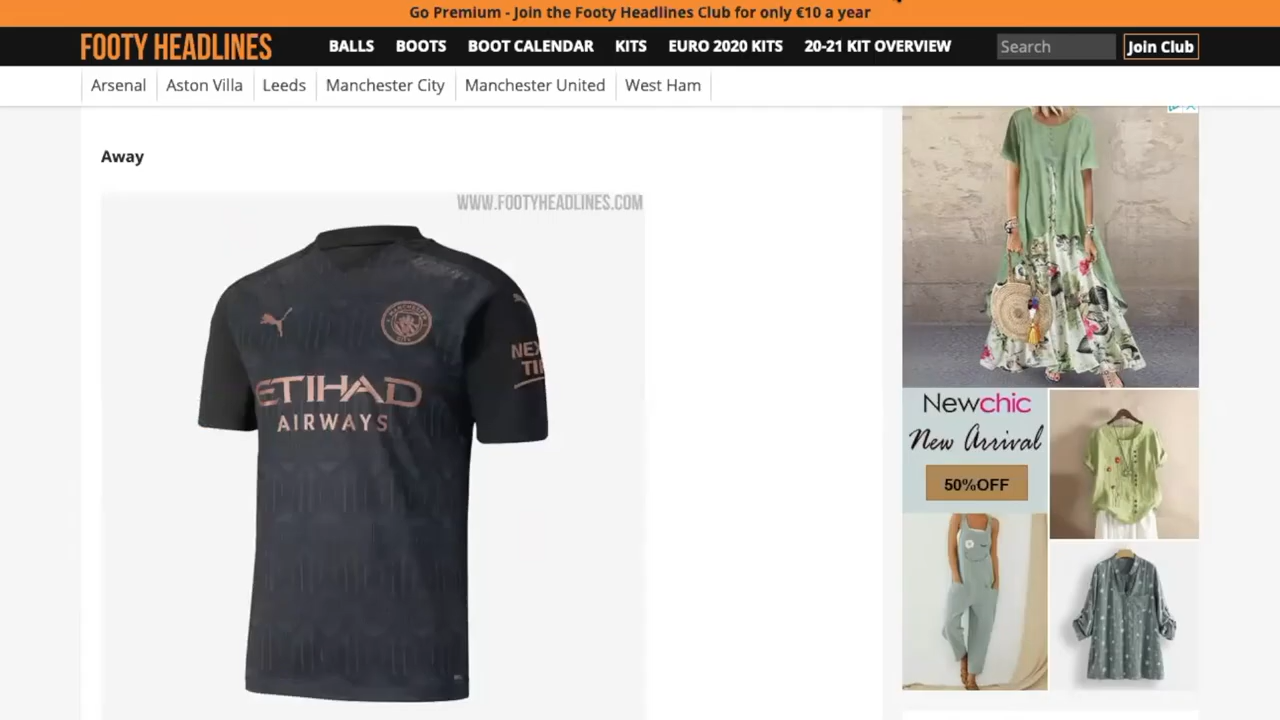 Go Premium - Join the Footy Headlines Club for only €10 a year
FOOTY HEADLINES
BALLS BOOTS BOOT CALENDAR KITS EURO 2020 KITS 20-21 KIT OVERVIEW
Search
Join Club
Arsenal Aston Villa Leeds Manchester City Manchester United West Ham
Away
WWW.FOOTYHEADLINES.COM
MANCHESTER
CITY
ETIHAD
AIRWAYS
Newchic
New Arrival
50%OFF